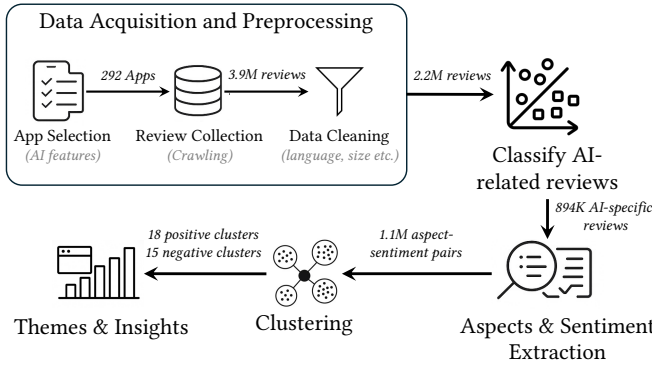 Data Acquisition and Preprocessing
292 Apps
3.9M reviews
2.2M reviews
App Selection
(AI features)
Review Collection
(Crawling)
Data Cleaning
(language, size etc.)
Classify AI-
related reviews
894K AI-specific
reviews
18 positive clusters
15 negative clusters
1.1M aspect-
sentiment pairs
Themes & Insights
Clustering
Aspects & Sentiment
Extraction